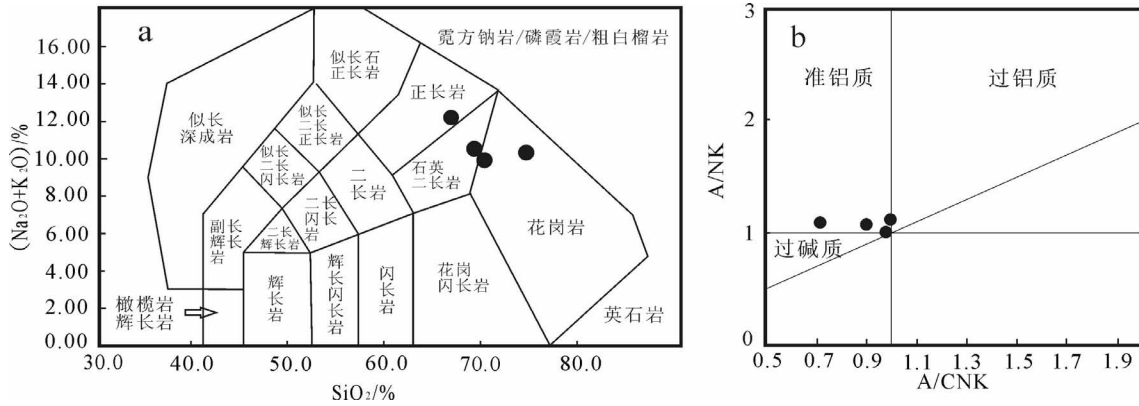 a
霓方钠岩/磷霞岩/粗白榴岩
似长石
正长岩
正长岩
似长
深成岩
似长
二长
正长岩
似长
二长
闪长岩
二
长岩
石英
二长岩
二长
闪长
岩
副长
辉长
岩
二长
辉长岩
花岗岩
辉
长
岩
辉
长
闪
长
岩
闪
长
岩
花岗
闪长岩
英石岩
橄榄岩
辉长岩
(Na₂O+K₂O)/%
16.00
14.00
12.00
10.00
8.00
6.00
4.00
2.00
0.00
30.0 40.0 50.0 60.0 70.0 80.0
SiO₂/%
b
准铝质
过铝质
过碱质
A/NK
3
2
1
0
0.5 0.7 0.9 1.1 1.3 1.5 1.7 1.9
A/CNK